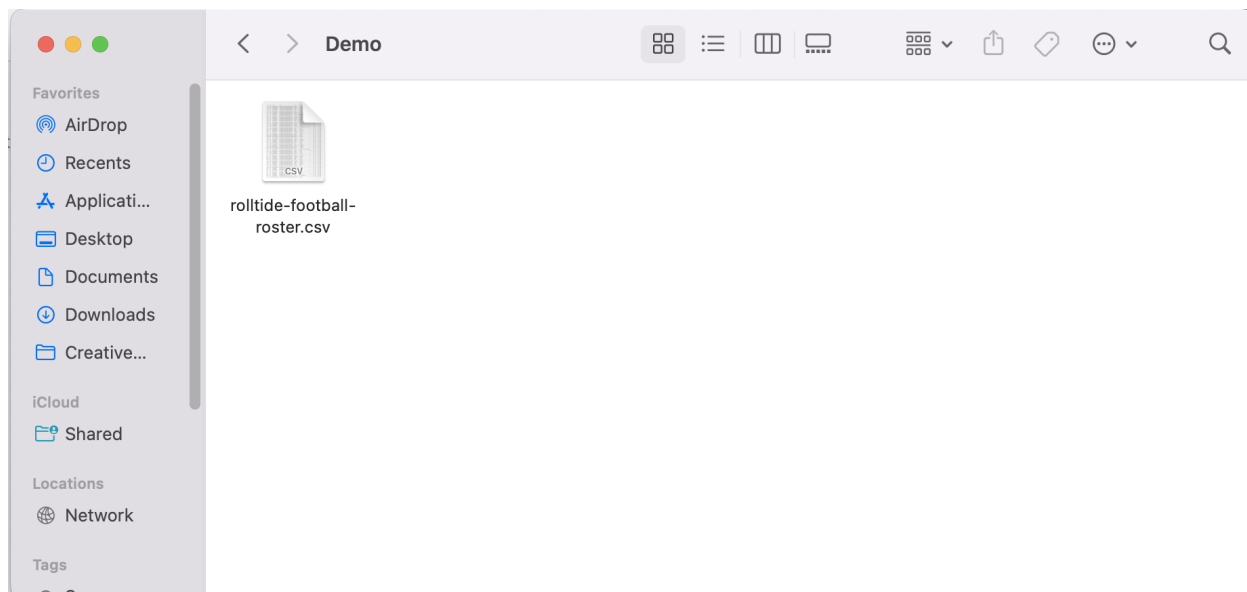 Demo
Favorites
AirDrop
Recents
Applicati...
Desktop
Documents
Downloads
Creative...
iCloud
Shared
Locations
Network
Tags
CSV
rolltide-football-
roster.csv